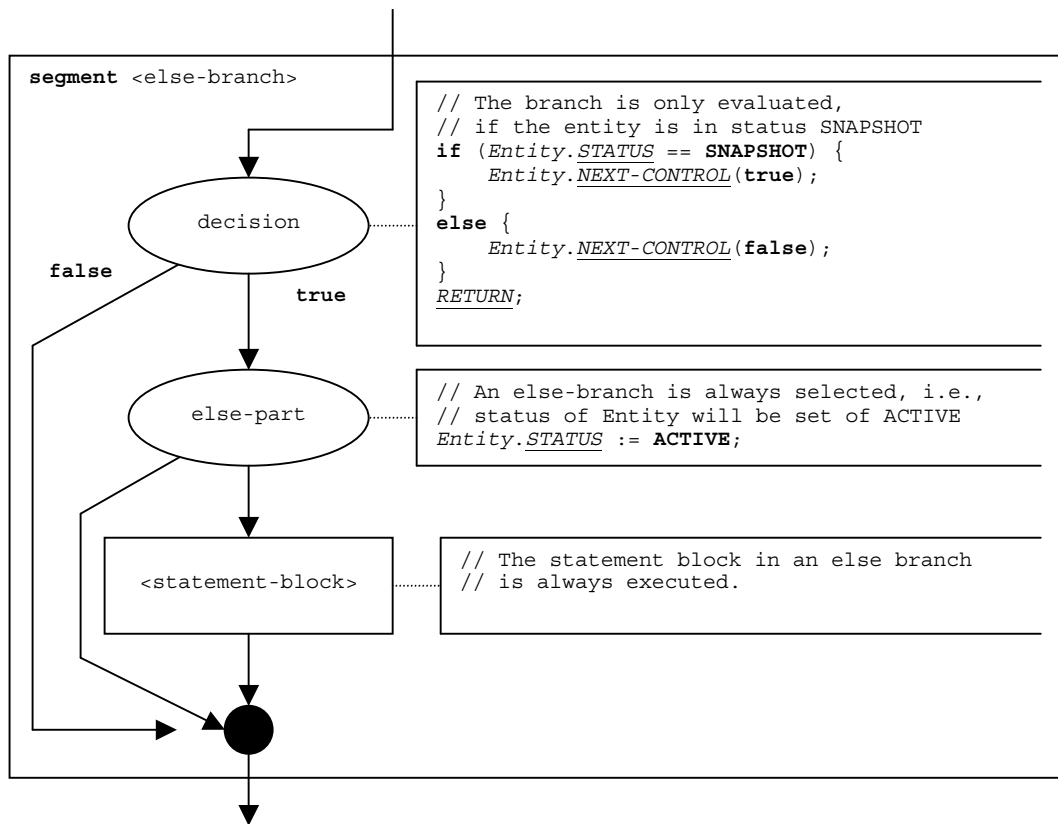 segment <else-branch>
// The branch is only evaluated,
// if the entity is in status SNAPSHOT
if (Entity.STATUS == SNAPSHOT) {
Entity.NEXT-CONTROL(true);
}
else {
Entity.NEXT-CONTROL(false);
}
RETURN;
decision
false
true
else-part
// An else-branch is always selected, i.e.,
// status of Entity will be set of ACTIVE
Entity.STATUS := ACTIVE;
<statement-block>
// The statement block in an else branch
// is always executed.